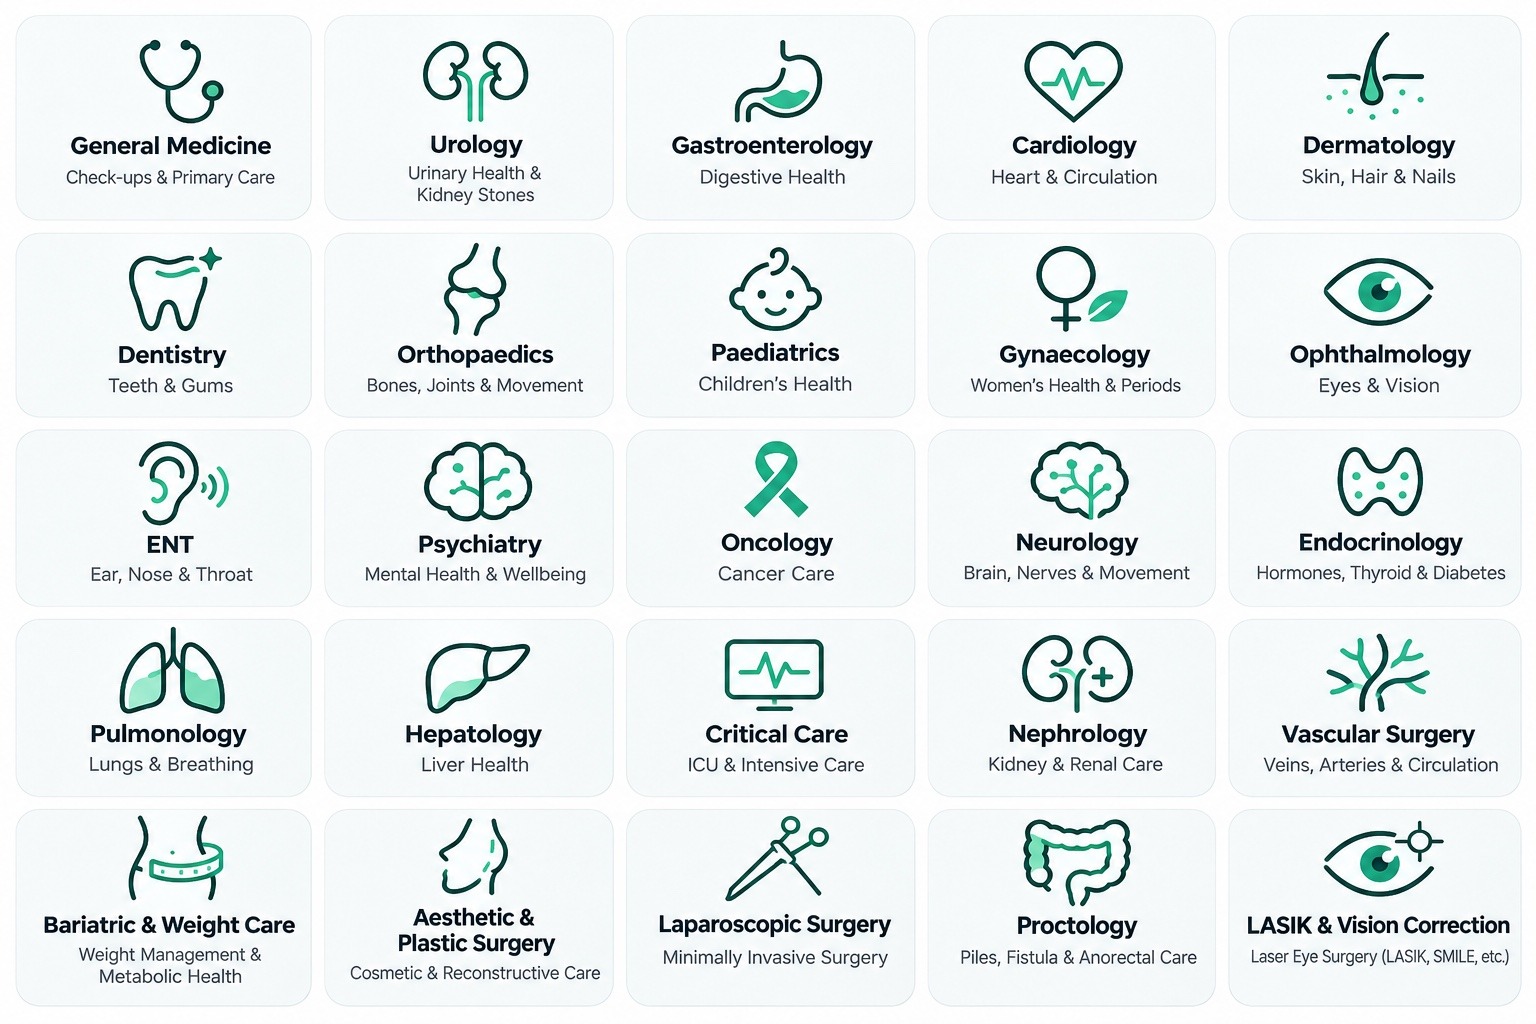 General Medicine
Check-ups & Primary Care
Urology
Urinary Health &
Kidney Stones
Gastroenterology
Digestive Health
Cardiology
Heart & Circulation
Dermatology
Skin, Hair & Nails
Dentistry
Teeth & Gums
Orthopaedics
Bones, Joints & Movement
Paediatrics
Children's Health
Gynaecology
Women's Health & Periods
Ophthalmology
Eyes & Vision
ENT
Ear, Nose & Throat
Psychiatry
Mental Health & Wellbeing
Oncology
Cancer Care
Neurology
Brain, Nerves & Movement
Endocrinology
Hormones, Thyroid & Diabetes
Pulmonology
Lungs & Breathing
Hepatology
Liver Health
Critical Care
ICU & Intensive Care
Nephrology
Kidney & Renal Care
Vascular Surgery
Veins, Arteries & Circulation
Bariatric & Weight Care
Weight Management &
Metabolic Health
Aesthetic &
Plastic Surgery
Cosmetic & Reconstructive Care
Laparoscopic Surgery
Minimally Invasive Surgery
Proctology
Piles, Fistula & Anorectal Care
LASIK & Vision Correction
Laser Eye Surgery (LASIK, SMILE, etc.)